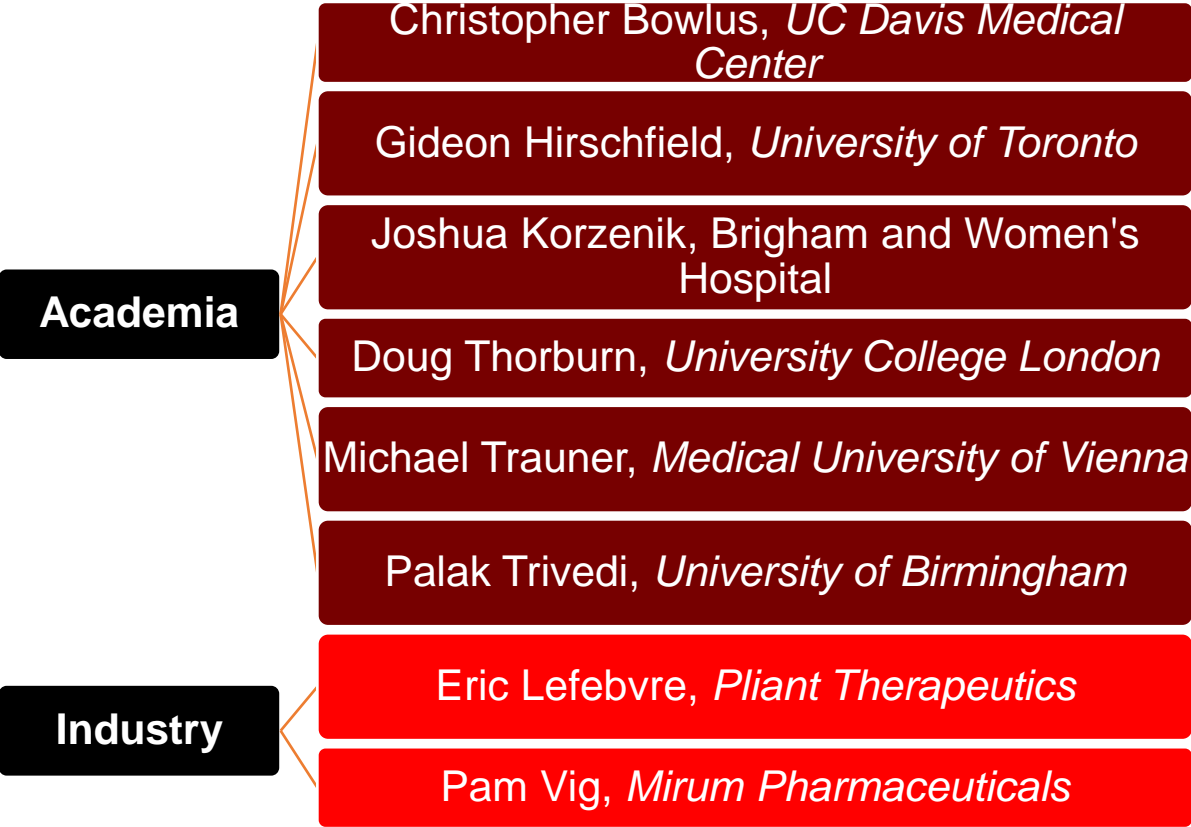 Academia
Christopher Bowlus, UC Davis Medical
Center
Gideon Hirschfield, University of Toronto
Joshua Korzenik, Brigham and Women's
Hospital
Doug Thorburn, University College London
Michael Trauner, Medical University of Vienna
Palak Trivedi, University of Birmingham
Industry
Eric Lefebvre, Pliant Therapeutics
Pam Vig, Mirum Pharmaceuticals